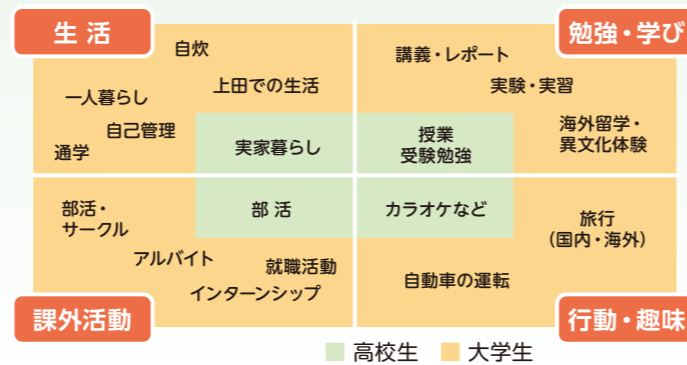 生活
自炊
上田での生活
一人暮らし
自己管理
通学
実家暮らし
勉強・学び
講義・レポート
実験・実習
海外留学・
異文化体験
授業
受験勉強
部活・
サークル
部活
アルバイト
就職活動
インターンシップ
課外活動
カラオケなど
旅行
（国内・海外）
自動車の運転
行動・趣味
高校生
大学生